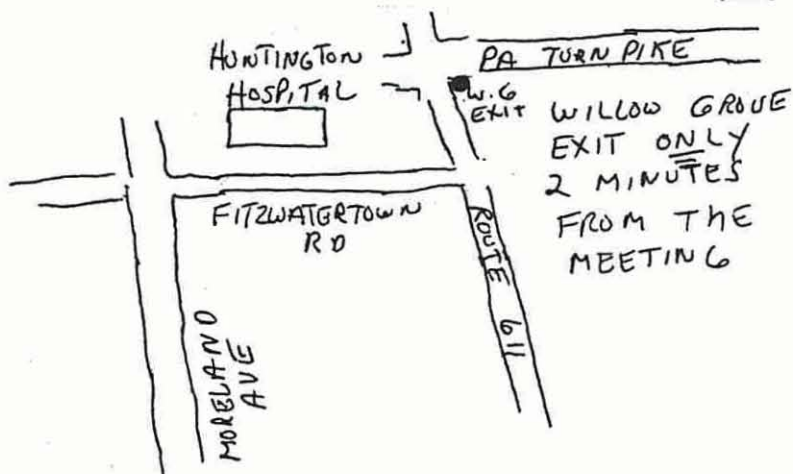 HUNTINGTON
HOSPITAL
PA TURNPIKE
W.G
EXIT
WILLOW GROVE
EXIT ONLY
2 MINUTES
FROM THE
MEETING
FITZWATERTOWN
RD
ROUTE 611
MORELAND
AVE